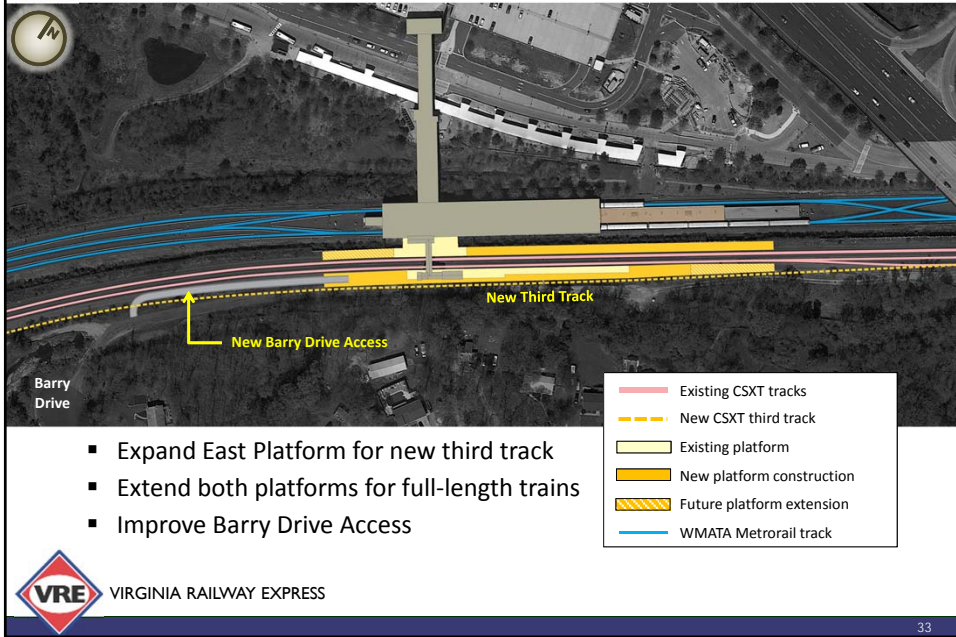 N
New Third Track
New Barry Drive Access
Barry
Drive
Existing CSXT tracks
New CSXT third track
Existing platform
New platform construction
Future platform extension
WMATA Metrorail track
▪ Expand East Platform for new third track
▪ Extend both platforms for full-length trains
▪ Improve Barry Drive Access
VRE
VIRGINIA RAILWAY EXPRESS
33